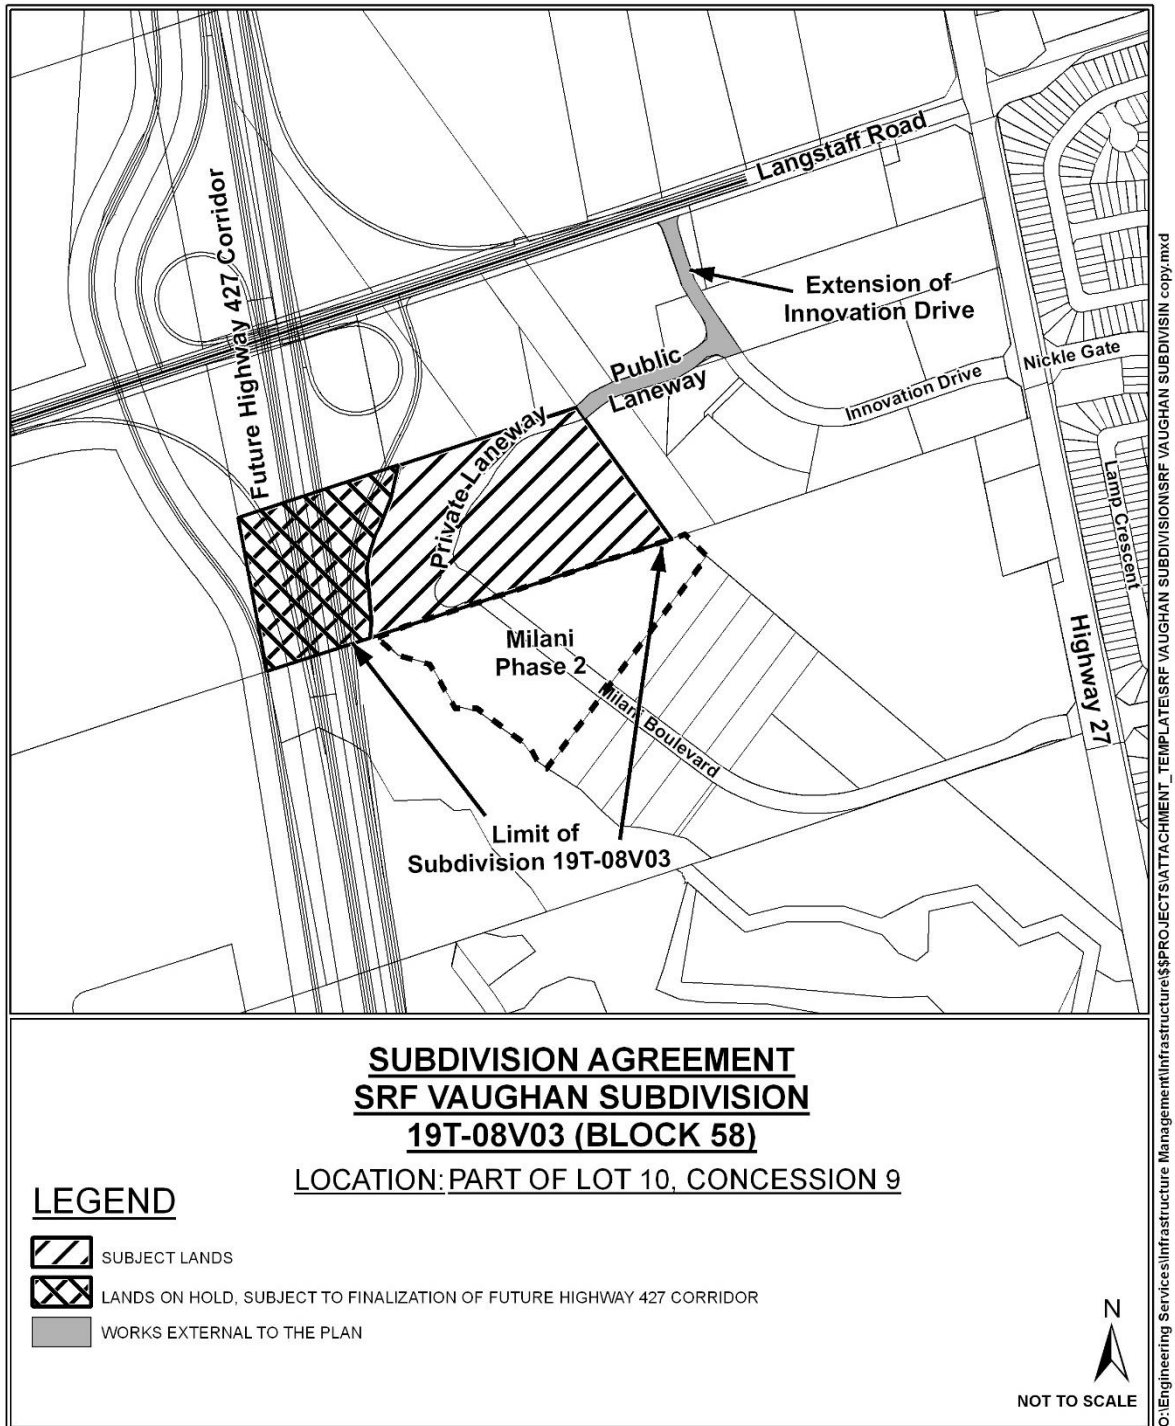 Langstaff Road
Future Highway 427 Corridor
Extension of
Innovation Drive
Public
Laneway
Nickle Gate
Innovation Drive
Private Laneway
Lamp Crescent
Milani
Phase 2
Highway 27
Milani Boulevard
Limit of
Subdivision 19T-08V03
SUBDIVISION AGREEMENT
SRF VAUGHAN SUBDIVISION
19T-08V03 (BLOCK 58)
LOCATION: PART OF LOT 10, CONCESSION 9
LEGEND
SUBJECT LANDS
LANDS ON HOLD, SUBJECT TO FINALIZATION OF FUTURE HIGHWAY 427 CORRIDOR
WORKS EXTERNAL TO THE PLAN
N
NOT TO SCALE
O:\Engineering Services\Infrastructure Management\Infrastructure\$$PROJECTS\ATTACHMENT_TEMPLATE\SRF VAUGHAN SUBDIVISION\SRF VAUGHAN SUBDIVISIN copy.mxd